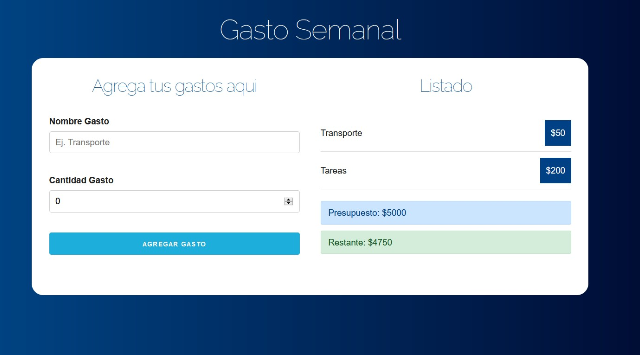 Gasto Semanal
Agrega tus gastos aqui
Nombre Gasto
Ej. Transporte
Cantidad Gasto
0
AGREGAR GASTO
Listado
Transporte $50
Tareas $200
Presupuesto: $5000
Restante: $4750